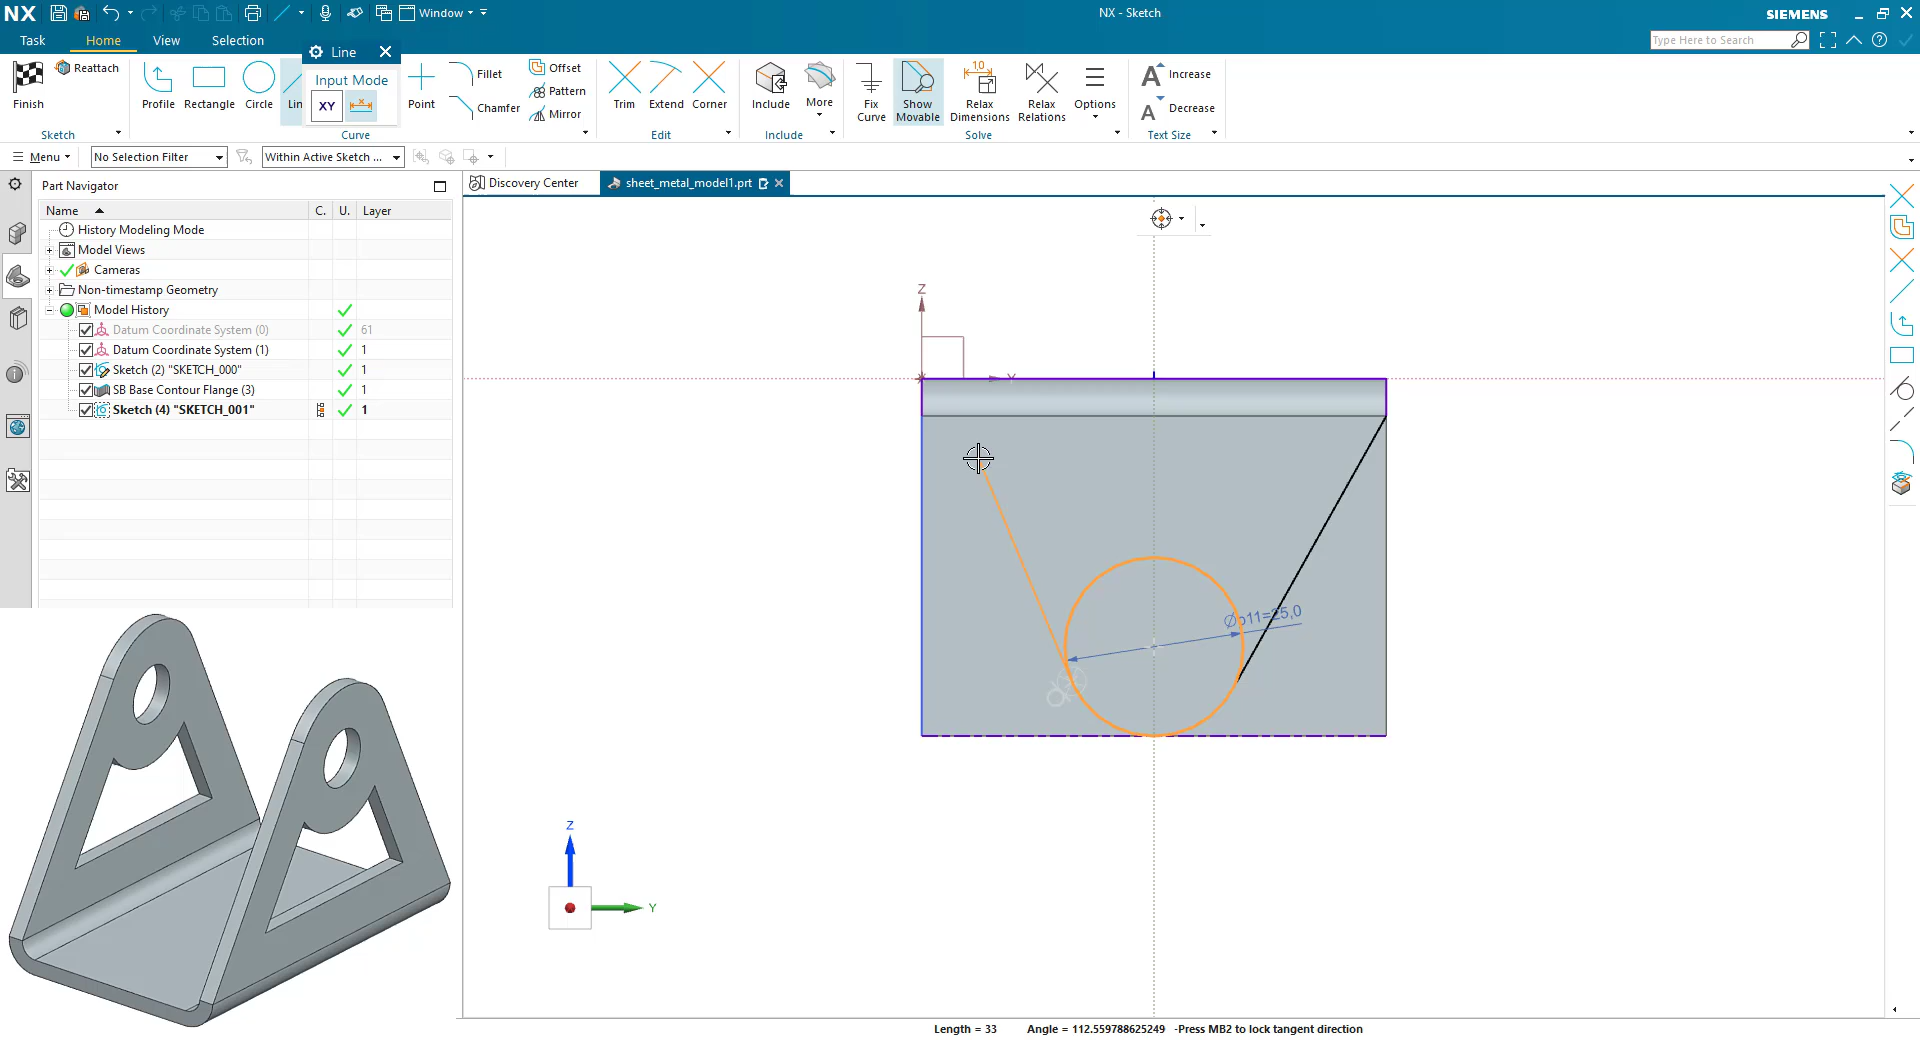 NX
Window
NX - Sketch
SIEMENS
Task
Home
View
Selection
Line
Type Here to Search
Finish
Reattach
Profile
Rectangle
Circle
Lin
Input Mode
XY
Point
Fillet
Chamfer
Offset
Pattern
Mirror
Trim
Extend
Corner
Include
More
Fix Curve
Show Movable
Relax Dimensions
Relax Relations
Options
Increase
Decrease
Sketch
Curve
Edit
Include
Solve
Text Size
Menu
No Selection Filter
Within Active Sketch ...
Part Navigator
Discovery Center
sheet_metal_model1.prt
Name
C.
U.
Layer
History Modeling Mode
Model Views
Cameras
Non-timestamp Geometry
Model History
Datum Coordinate System (0) 61
Datum Coordinate System (1) 1
Sketch (2) "SKETCH_000" 1
SB Base Contour Flange (3) 1
Sketch (4) "SKETCH_001" 1
Z
Y
Øp11=25,0
Z
Y
Length = 33 Angle = 112.559788625249 -Press MB2 to lock tangent direction